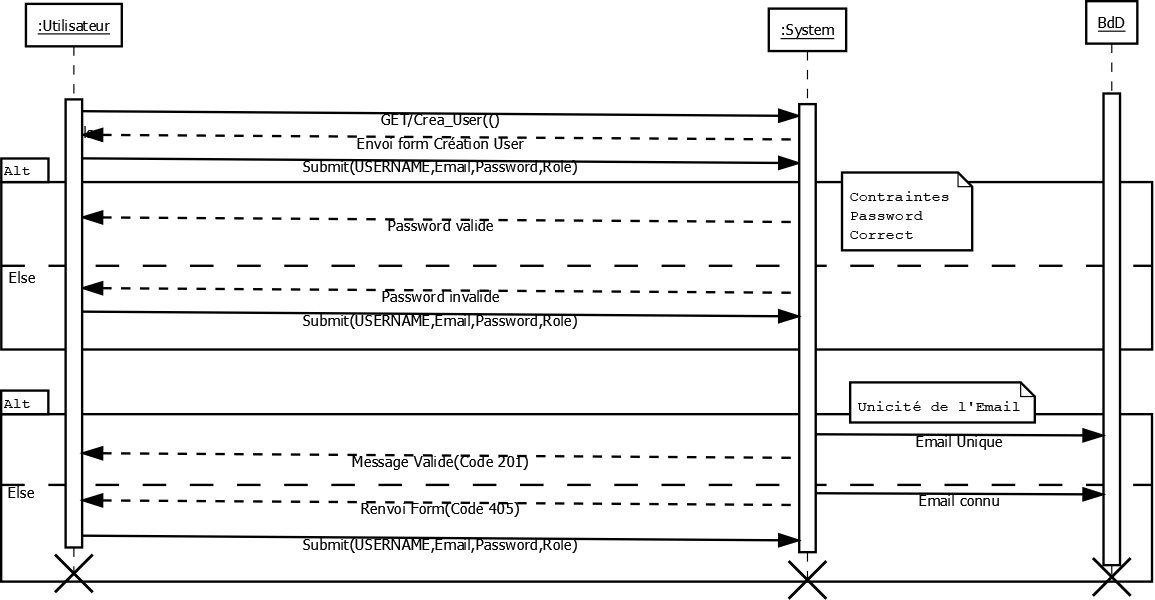 :Utilisateur
:System
BdD
GET/Crea_User(()
Envoi form Création User
Submit(USERNAME,Email,Password,Role)
Alt
Contraintes
Password
Correct
Password valide
Else
Password invalide
Submit(USERNAME,Email,Password,Role)
Alt
Unicité de l'Email
Email Unique
Message Valide(Code 201)
Else
Email connu
Renvoi Form(Code 405)
Submit(USERNAME,Email,Password,Role)